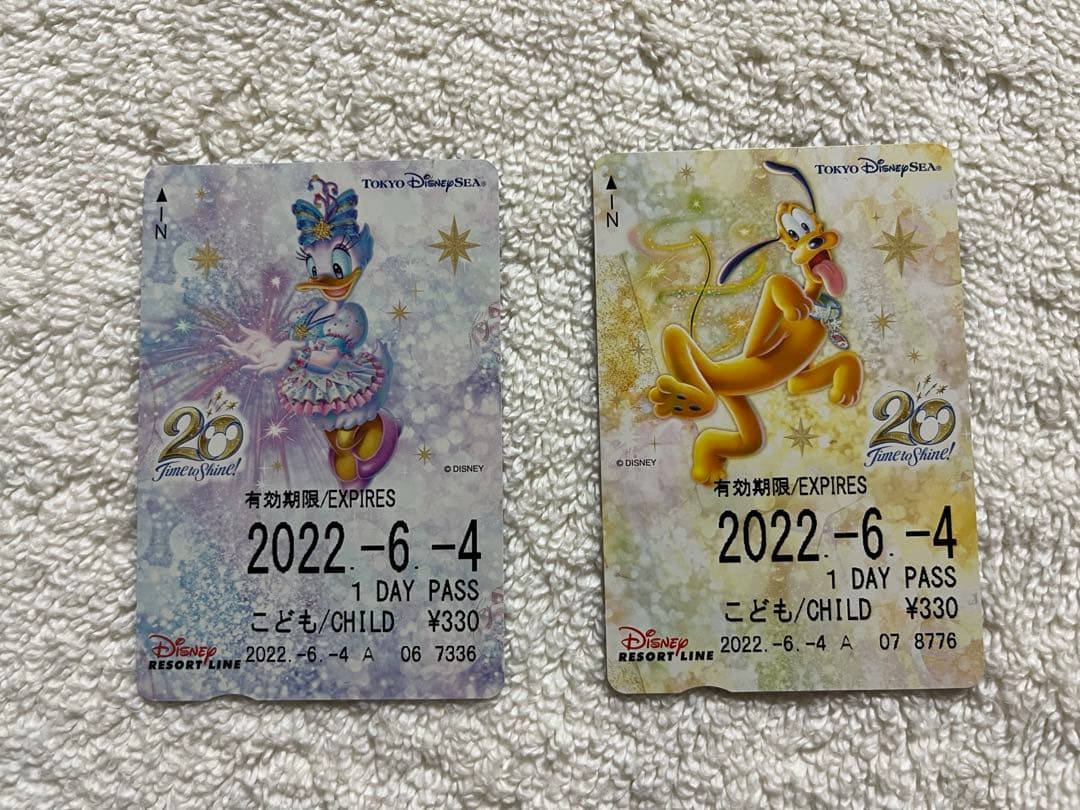 IN
TOKYO DISNEYSEA®
20
Time to Shine!
© DISNEY
有効期限/EXPIRES
2022.-6.-4
1 DAY PASS
こども/CHILD ¥330
DISNEY
RESORT LINE
2022.-6.-4 A 06 7336
IN
TOKYO DISNEYSEA®
20
Time to Shine!
© DISNEY
有効期限/EXPIRES
2022.-6.-4
1 DAY PASS
こども/CHILD ¥330
DISNEY
RESORT LINE
2022.-6.-4 A 07 8776